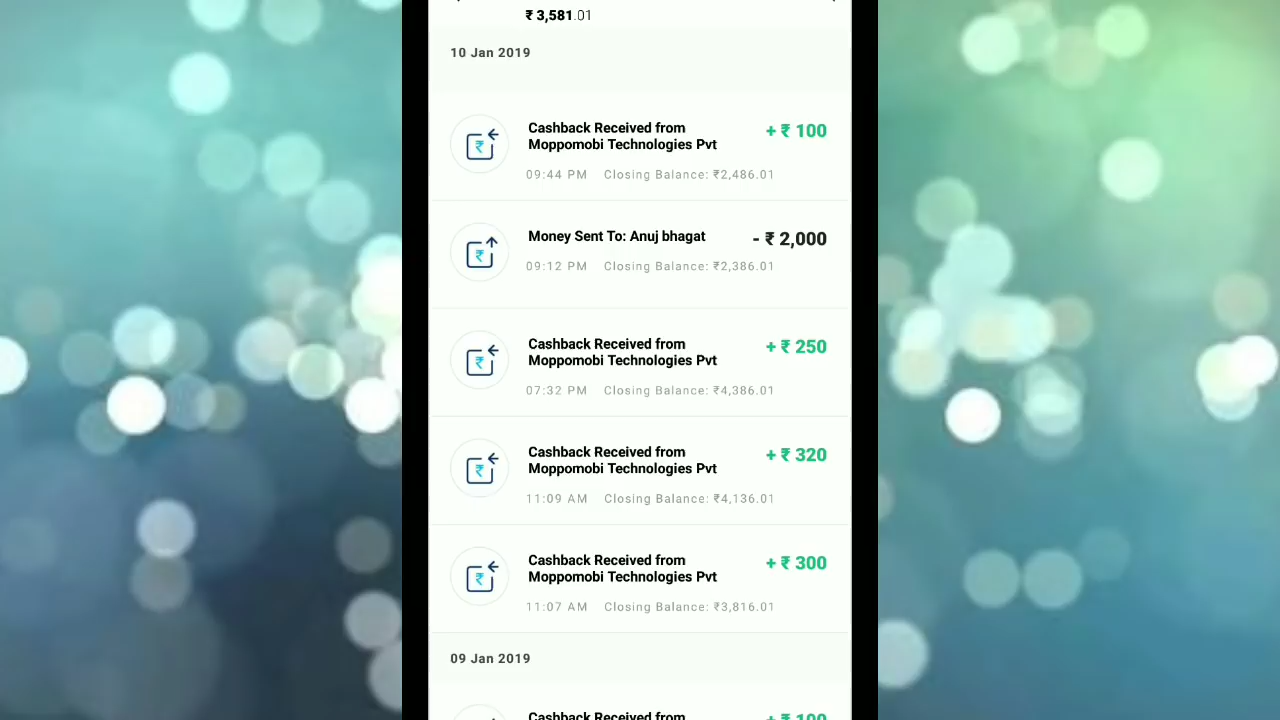 ₹ 3,581.01
10 Jan 2019
Cashback Received from
Moppomobi Technologies Pvt
+ ₹ 100
09:44 PM Closing Balance: ₹2,486.01
Money Sent To: Anuj bhagat
- ₹ 2,000
09:12 PM Closing Balance: ₹2,386.01
Cashback Received from
Moppomobi Technologies Pvt
+ ₹ 250
07:32 PM Closing Balance: ₹4,386.01
Cashback Received from
Moppomobi Technologies Pvt
+ ₹ 320
11:09 AM Closing Balance: ₹4,136.01
Cashback Received from
Moppomobi Technologies Pvt
+ ₹ 300
11:07 AM Closing Balance: ₹3,816.01
09 Jan 2019
Cashback Received from
+ ₹ 100